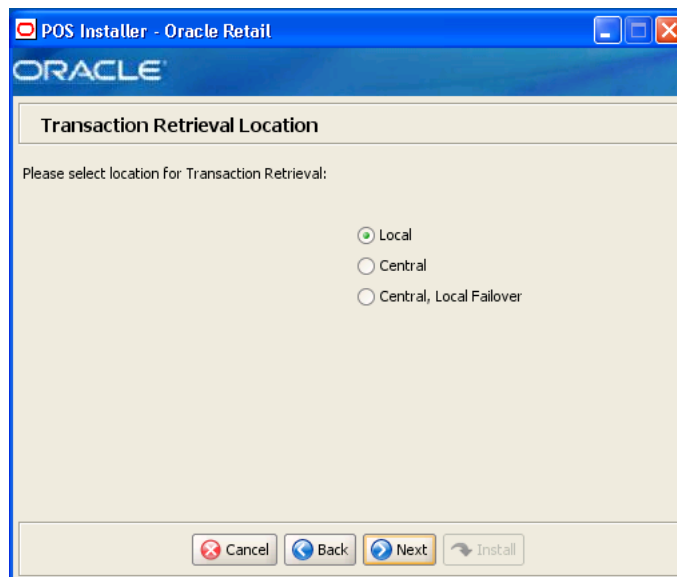 POS Installer - Oracle Retail
ORACLE
Transaction Retrieval Location
Please select location for Transaction Retrieval:
Local
Central
Central, Local Failover
Cancel Back Next Install